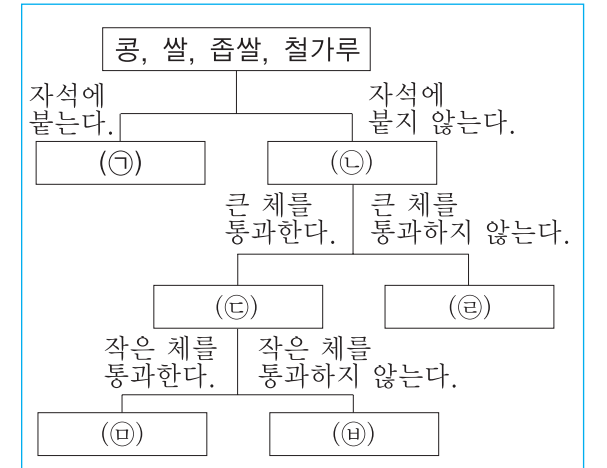 콩, 쌀, 좁쌀, 철가루
자석에
붙는다.
자석에
붙지 않는다.
(㉠)
(㉡)
큰 체를
통과한다.
큰 체를
통과하지 않는다.
(㉢)
(㉣)
작은 체를
통과한다.
작은 체를
통과하지 않는다.
(㉤)
(㉥)